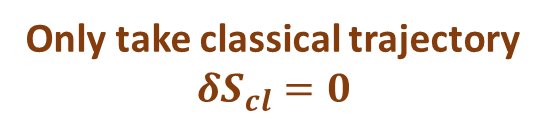 Only take classical trajectory
δS_cl = 0